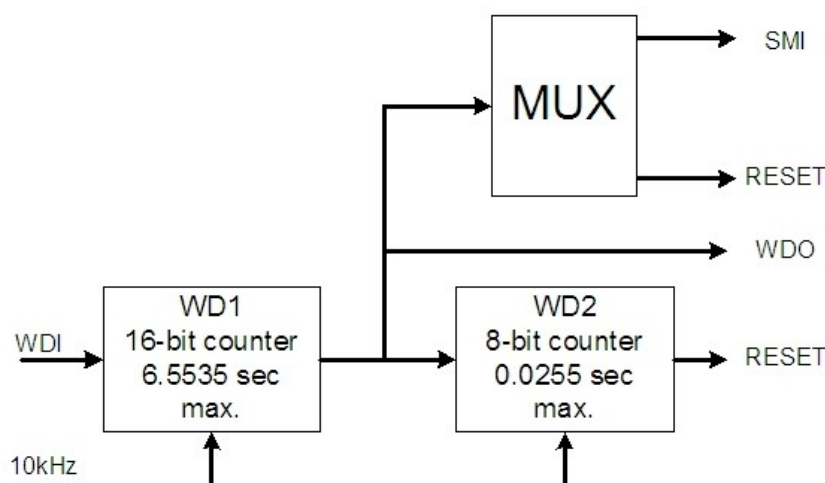 SMI
MUX
RESET
WDO
WD1
16-bit counter
6.5535 sec
max.
WD2
8-bit counter
0.0255 sec
max.
WDI
RESET
10kHz